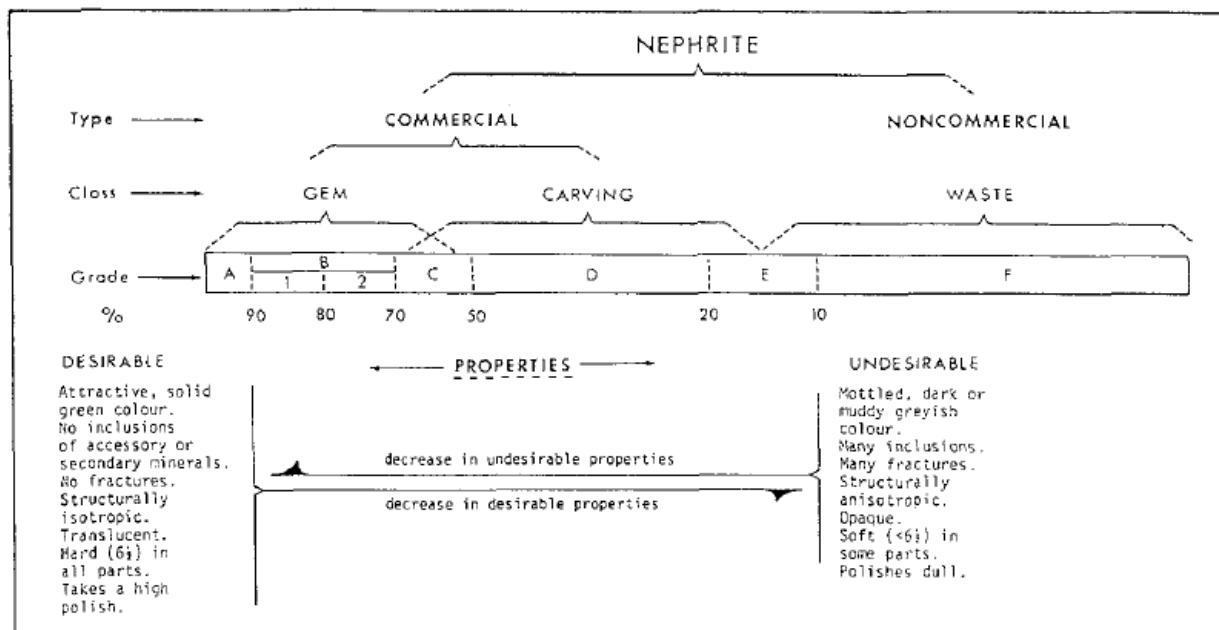 NEPHRITE
Type
COMMERCIAL
NONCOMMERCIAL
Class
GEM
CARVING
WASTE
Grade
A
B
1
2
C
D
E
F
%
90
80
70
50
20
10
DESIRABLE
PROPERTIES
UNDESIRABLE
Attractive, solid
green colour.
No inclusions
of accessory or
secondary minerals.
No fractures.
Structurally
isotropic.
Translucent.
Hard (6½) in
all parts.
Takes a high
polish.
decrease in undesirable properties
decrease in desirable properties
Mottled, dark or
muddy greyish
colour.
Many inclusions.
Many fractures.
Structurally
anisotropic.
Opaque.
Soft (<6½) in
some parts.
Polishes dull.